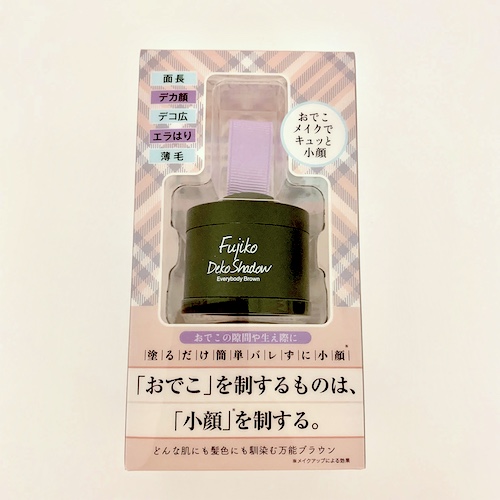 面長
デカ顔
デコ広
エラはり
薄毛
おでこ
メイクで
キュッと
小顔
Fujiko
Deko Shadow
Everybody Brown
おでこの隙間や生え際に
塗るだけ簡単バレずに小顔*
「おでこ」を制するものは、
「小顔」*を制する。
どんな肌にも髪色にも馴染む万能ブラウン
※メイクアップによる効果